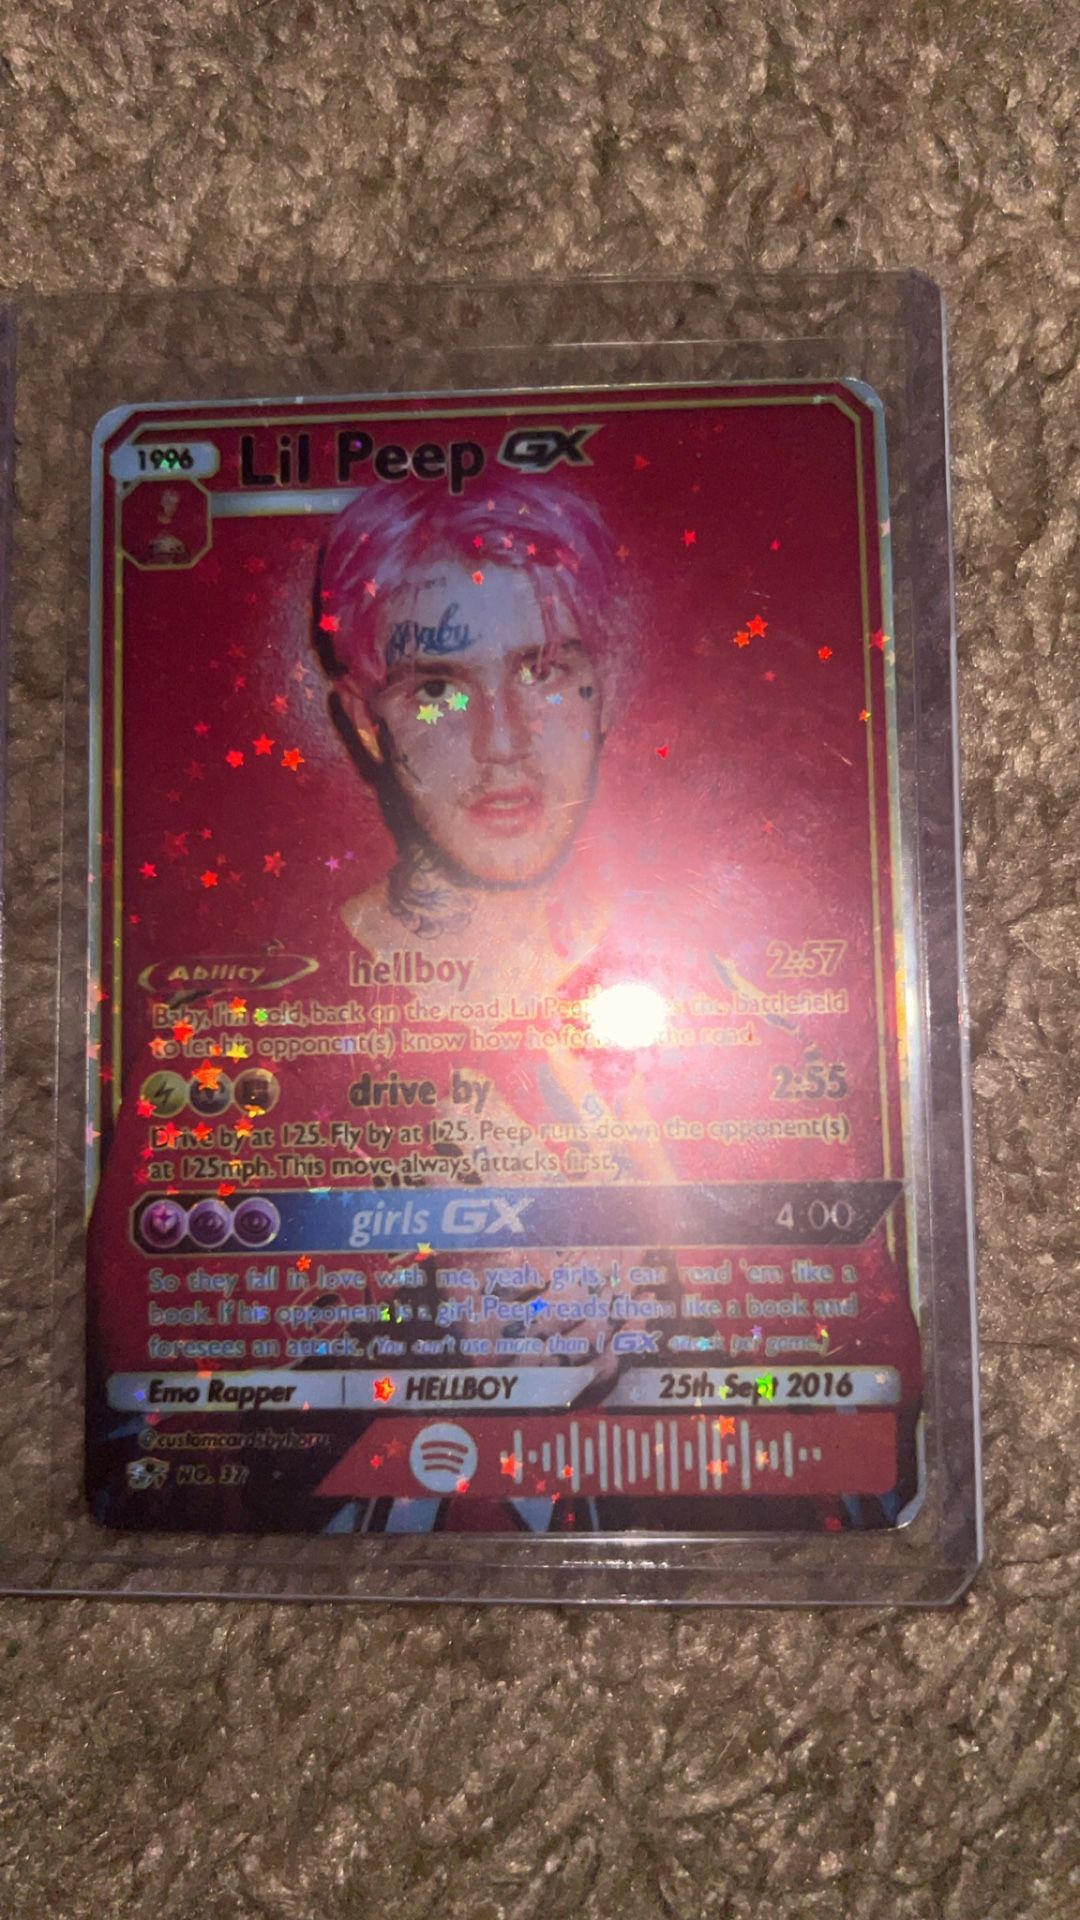 1996 Lil Peep GX
Baby
Ability hellboy 2:57
Baby, I'm cold, back on the road. Lil the battlefield
to let his opponent(s) know how he the road.
drive by 2:55
Drive by at 125. Fly by at 125. Peep runs down the opponent(s)
at 125mph. This move always attacks first.
girls GX 4:00
So they fall in love with me, yeah, girls, I can read 'em like a
book. If his opponent is a girl, Peep reads them like a book and
foresees an attack. (You can't use more than 1 GX attack per game.)
Emo Rapper | HELLBOY 25th Sept 2016
NO. 37